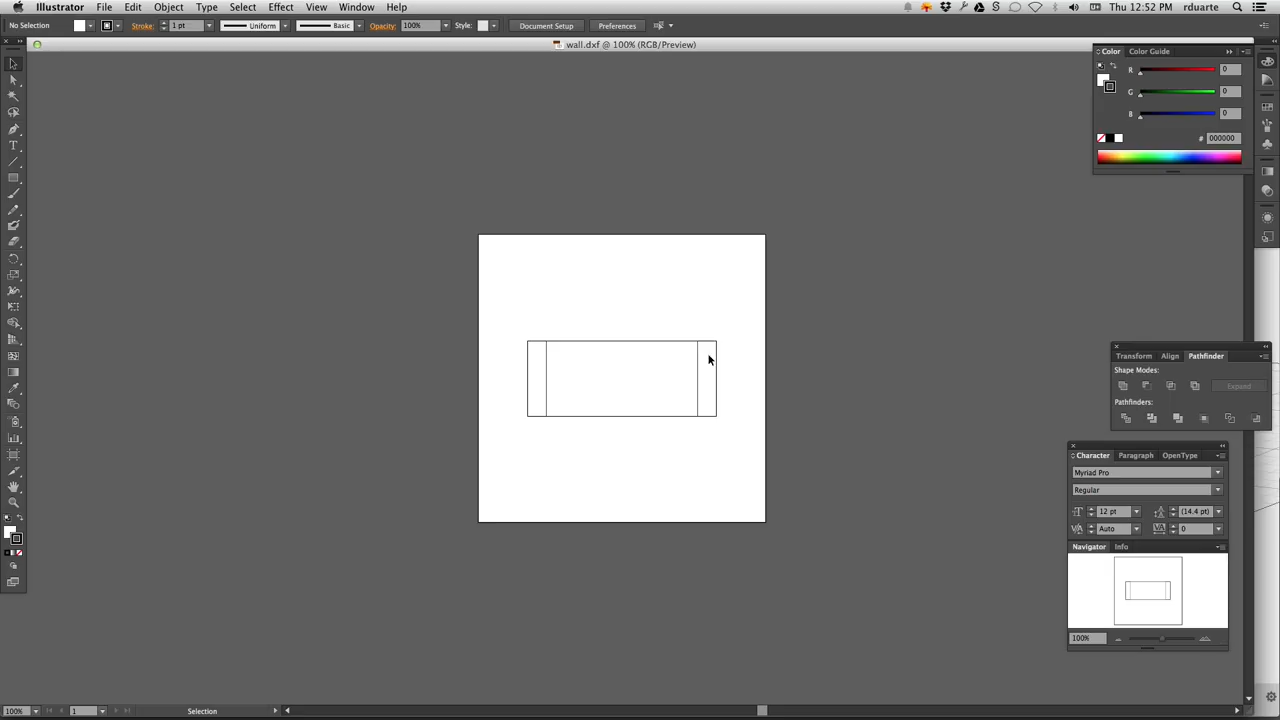 Illustrator File Edit Object Type Select Effect View Window Help Thu 12:52 PM rduarte
No Selection Stroke: 1 pt Uniform Basic Opacity: 100% Style: Document Setup Preferences
wall.dxf @ 100% (RGB/Preview)
Color Color Guide
R 0
G 0
B 0
# 000000
Transform Align Pathfinder
Shape Modes:
Expand
Pathfinders:
Character Paragraph OpenType
Myriad Pro
Regular
12 pt (14.4 pt)
Auto 0
Navigator Info
100%
100% 1 Selection